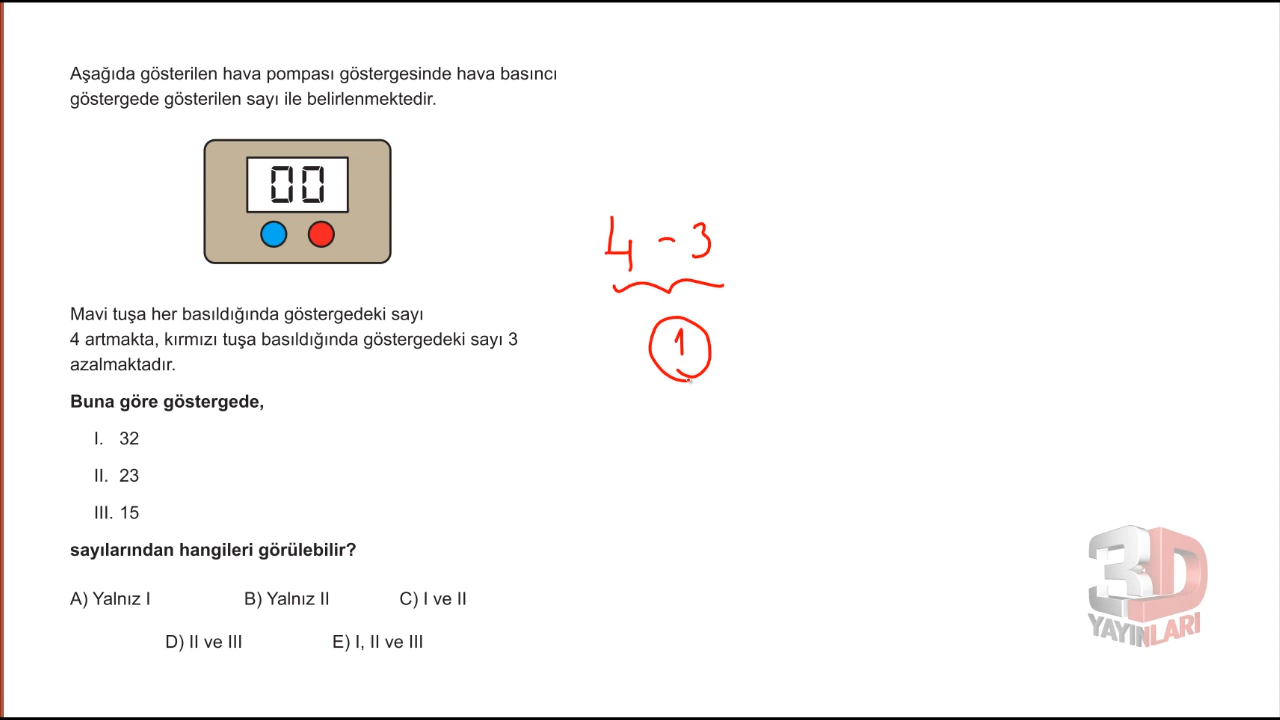 Aşağıda gösterilen hava pompası göstergesinde hava basıncı
göstergede gösterilen sayı ile belirlenmektedir.
00
4 - 3
1
Mavi tuşa her basıldığında göstergedeki sayı
4 artmakta, kırmızı tuşa basıldığında göstergedeki sayı 3
azalmaktadır.
Buna göre göstergede,
I. 32
II. 23
III. 15
sayılarından hangileri görülebilir?
A) Yalnız I B) Yalnız II C) I ve II
D) II ve III E) I, II ve III
3D
YAYINLARI